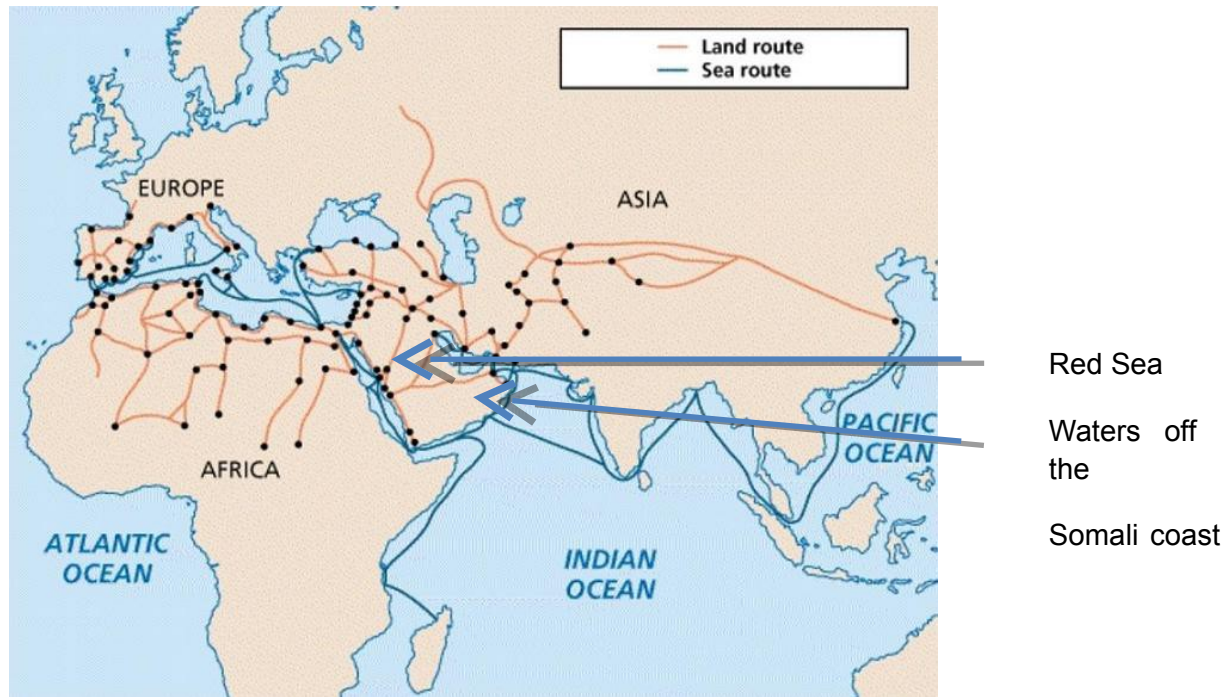 Land route
Sea route
EUROPE
ASIA
Red Sea
Waters off the
Somali coast
PACIFIC
OCEAN
AFRICA
ATLANTIC
OCEAN
INDIAN
OCEAN